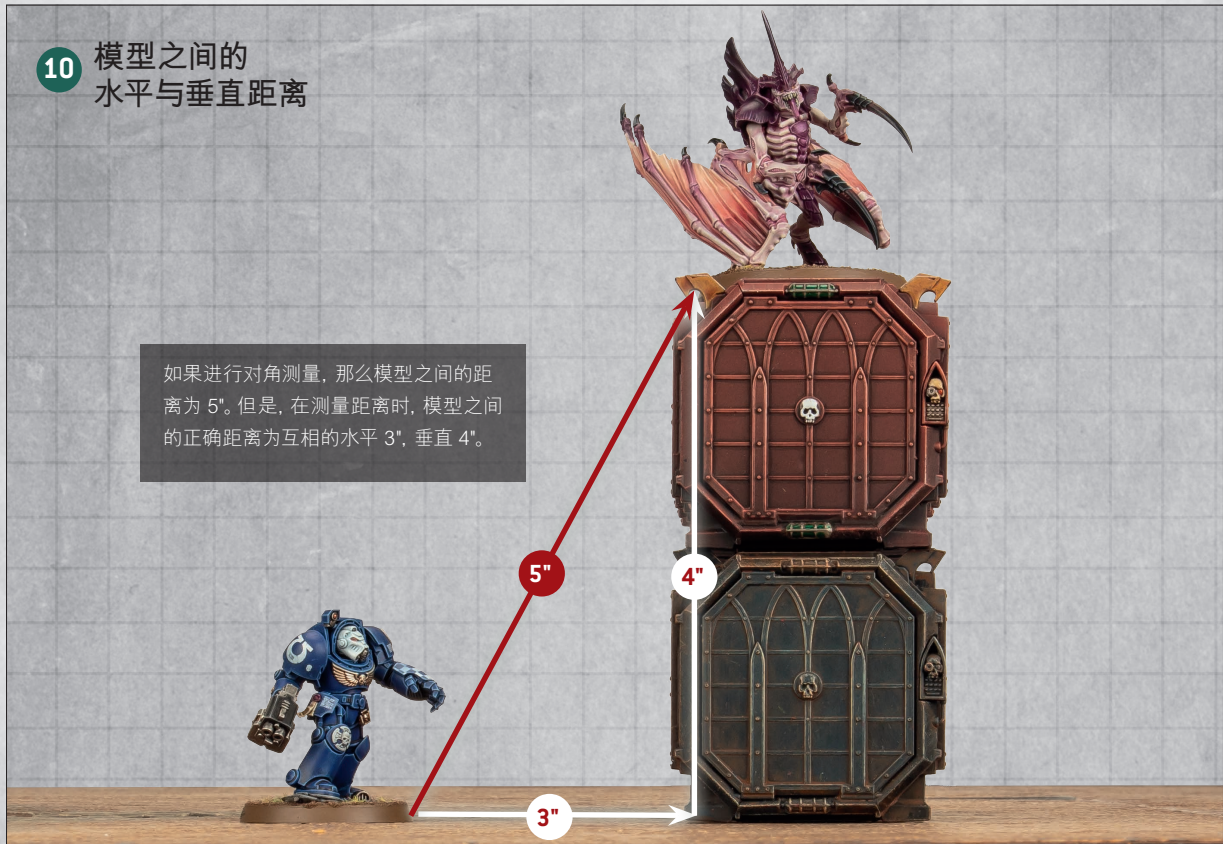 10
模型之间的
水平与垂直距离
如果进行对角测量, 那么模型之间的距
离为 5"。但是, 在测量距离时, 模型之间
的正确距离为互相的水平 3", 垂直 4"。
5"
4"
3"